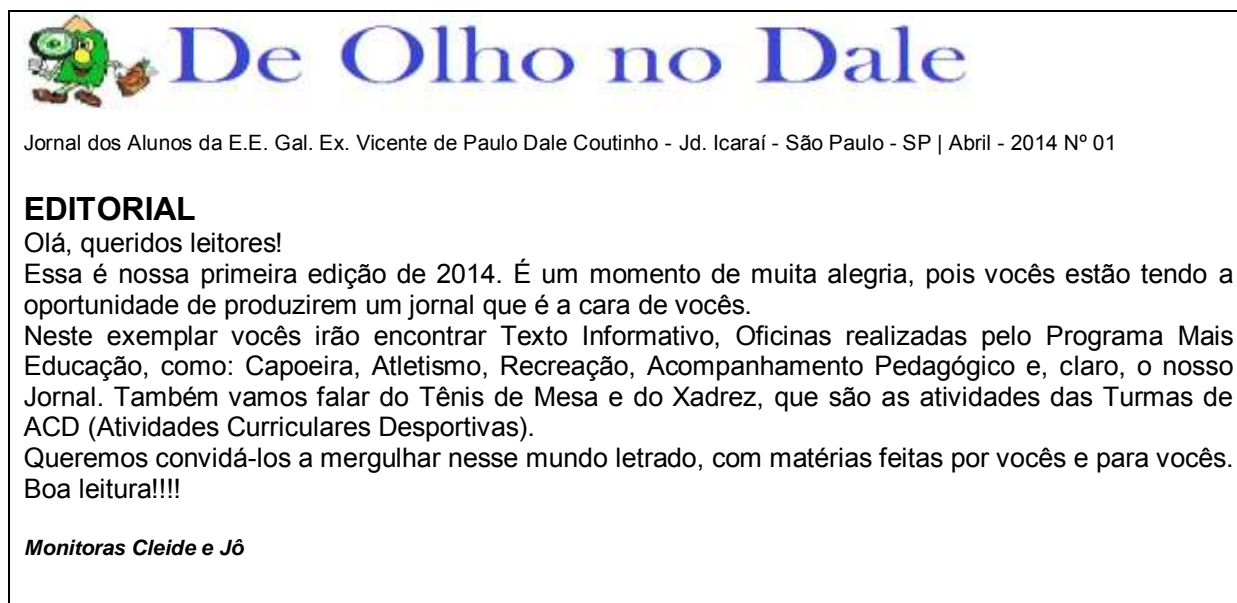 De Olho no Dale
Jornal dos Alunos da E.E. Gal. Ex. Vicente de Paulo Dale Coutinho - Jd. Icaraí - São Paulo - SP | Abril - 2014 Nº 01
EDITORIAL
Olá, queridos leitores!
Essa é nossa primeira edição de 2014. É um momento de muita alegria, pois vocês estão tendo a
oportunidade de produzirem um jornal que é a cara de vocês.
Neste exemplar vocês irão encontrar Texto Informativo, Oficinas realizadas pelo Programa Mais
Educação, como: Capoeira, Atletismo, Recreação, Acompanhamento Pedagógico e, claro, o nosso
Jornal. Também vamos falar do Tênis de Mesa e do Xadrez, que são as atividades das Turmas de
ACD (Atividades Curriculares Desportivas).
Queremos convidá-los a mergulhar nesse mundo letrado, com matérias feitas por vocês e para vocês.
Boa leitura!!!!
Monitoras Cleide e Jô